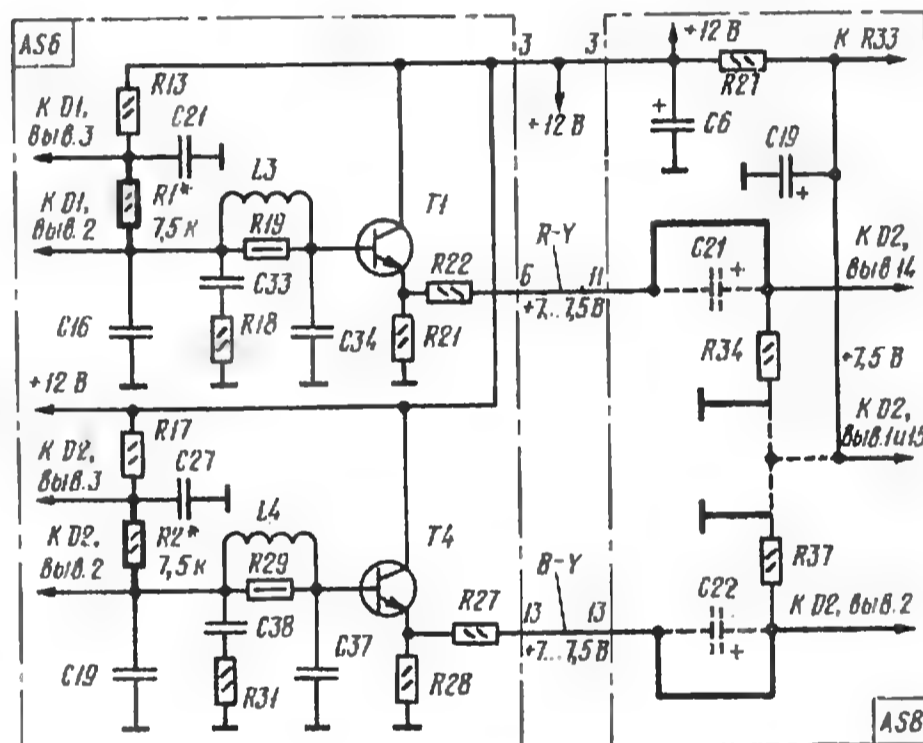 AS6
3
3
+12 В
К R33
R13
К D1,
выв.3
C21
R27
+12 В
C6
C19
R1*
7,5 к
L3
T1
К D1,
выв.2
R19
R22
R-Y
6
11
+7...7,5 В
C21
+
К D2,
выв.14
C33
R18
C16
C34
R21
R34
+7,5 В
+12 В
К D2,
выв.1 и 15
R17
К D2,
выв.3
C27
R2*
7,5 к
L4
T4
К D2,
выв.2
R29
R27
B-Y
13
13
+7...7,5 В
C22
+
R37
К D2, выв.2
C38
C19
R31
C37
R28
AS8